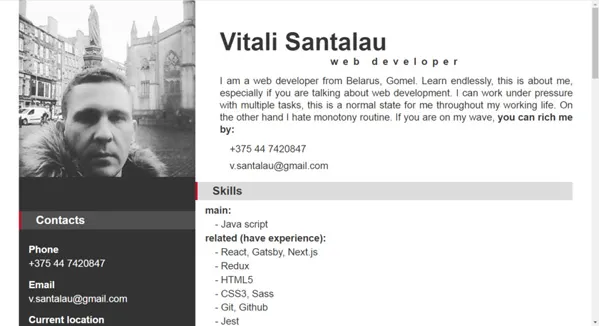 Vitali Santalau
web developer
I am a web developer from Belarus, Gomel. Learn endlessly, this is about me,
especially if you are talking about web development. I can work under pressure
with multiple tasks, this is a normal state for me throughout my working life. On
the other hand I hate monotony routine. If you are on my wave, you can rich me
by:
+375 44 7420847
v.santalau@gmail.com
Skills
main:
- Java script
related (have experience):
- React, Gatsby, Next.js
- Redux
- HTML5
- CSS3, Sass
- Git, Github
- Jest
Contacts
Phone
+375 44 7420847
Email
v.santalau@gmail.com
Current location